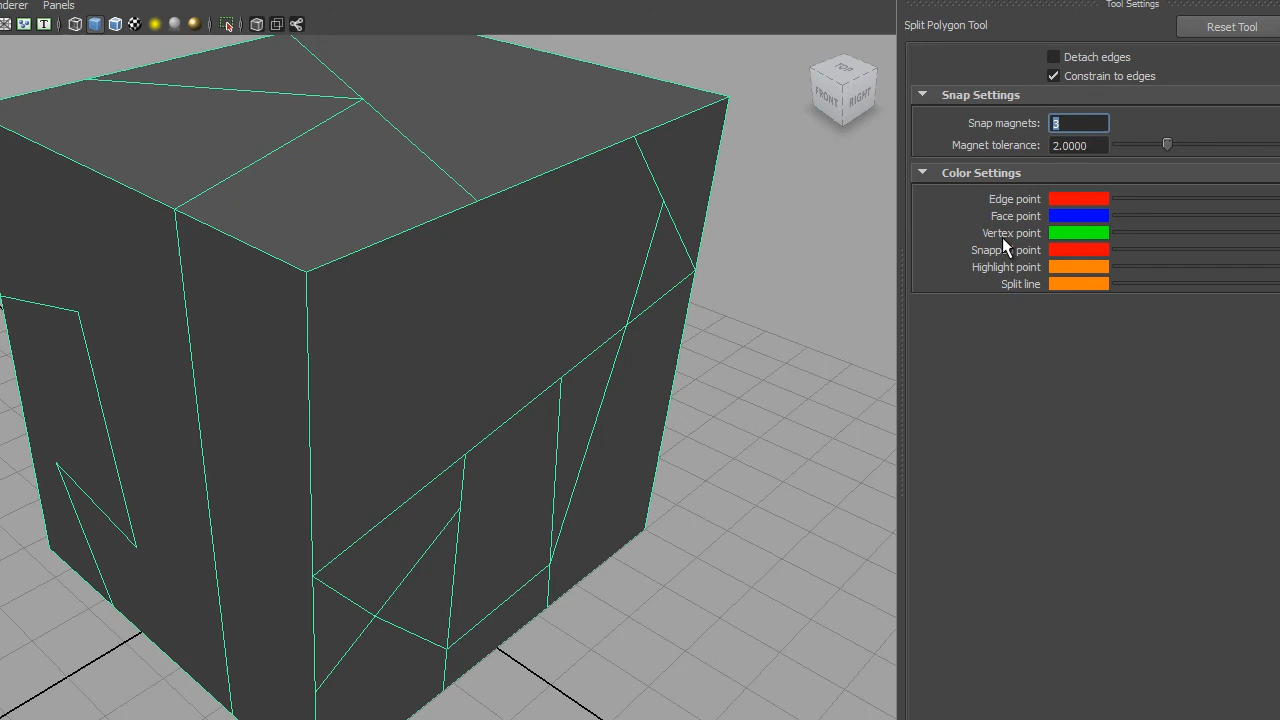 nderer Panels
Tool Settings
Split Polygon Tool
Reset Tool
Detach edges
Constrain to edges
Snap Settings
Snap magnets: 3
Magnet tolerance: 2.0000
Color Settings
Edge point
Face point
Vertex point
Snapp point
Highlight point
Split line
T
TOP
FRONT RIGHT